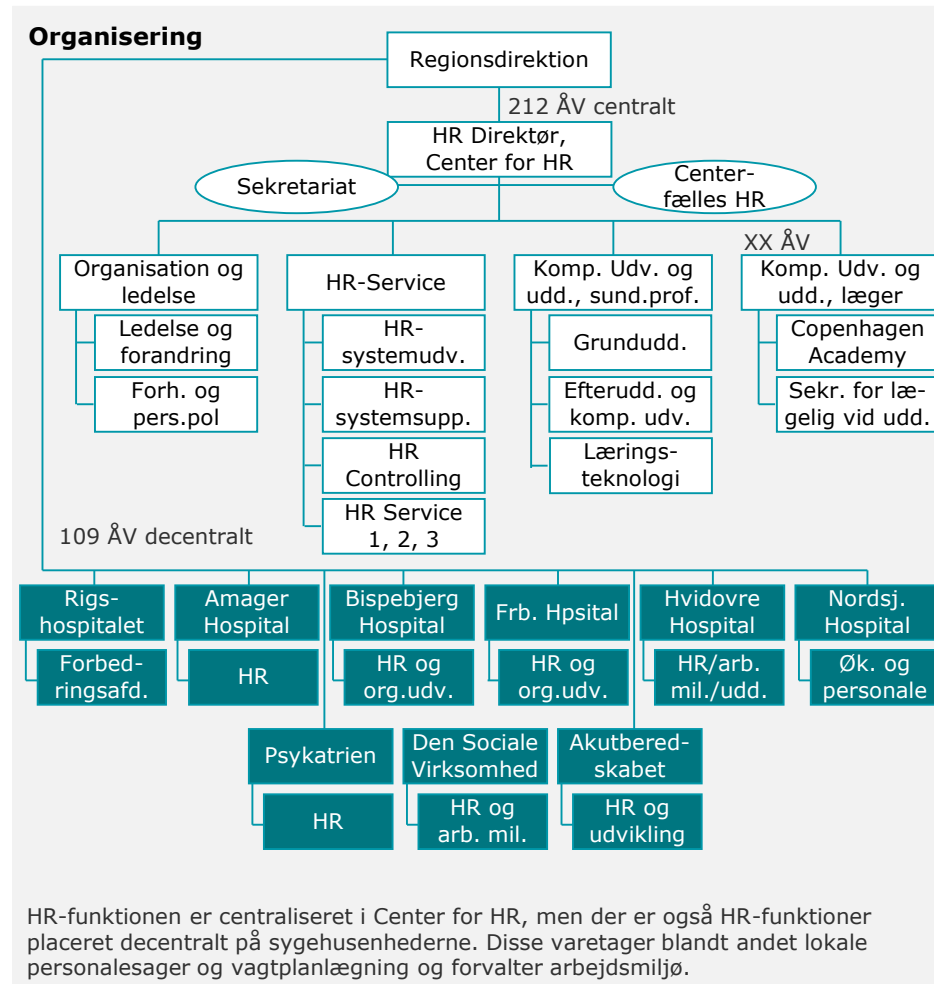 Organisering
Regionsdirektion
212 ÅV centralt
HR Direktør,
Center for HR
Sekretariat
Center-
fælles HR
XX ÅV
Organisation og
ledelse
Ledelse og
forandring
Forh. og
pers.pol
HR-Service
HR-
systemudv.
HR-
systemsupp.
HR
Controlling
HR Service
1, 2, 3
Komp. Udv. og
udd., sund.prof.
Grundudd.
Efterudd. og
komp. udv.
Lærings-
teknologi
Komp. Udv. og
udd., læger
Copenhagen
Academy
Sekr. for læ-
gelig vid udd.
109 ÅV decentralt
Rigs-
hospitalet
Forbed-
ringsafd.
Amager
Hospital
HR
Bispebjerg
Hospital
HR og
org.udv.
Frb. Hpsital
HR og
org.udv.
Hvidovre
Hospital
HR/arb.
mil./udd.
Nordsj.
Hospital
Øk. og
personale
Psykatrien
HR
Den Sociale
Virksomhed
HR og
arb. mil.
Akutbered-
skabet
HR og
udvikling
HR-funktionen er centraliseret i Center for HR, men der er også HR-funktioner
placeret decentralt på sygehusenhederne. Disse varetager blandt andet lokale
personalesager og vagtplanlægning og forvalter arbejdsmiljø.